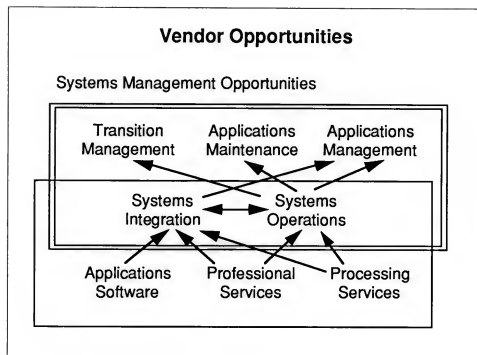 Vendor Opportunities
Systems Management Opportunities
Transition Applications Applications
Management Maintenance Management
Systems Systems
Integration Operations
Applications Professional Processing
Software Services Services